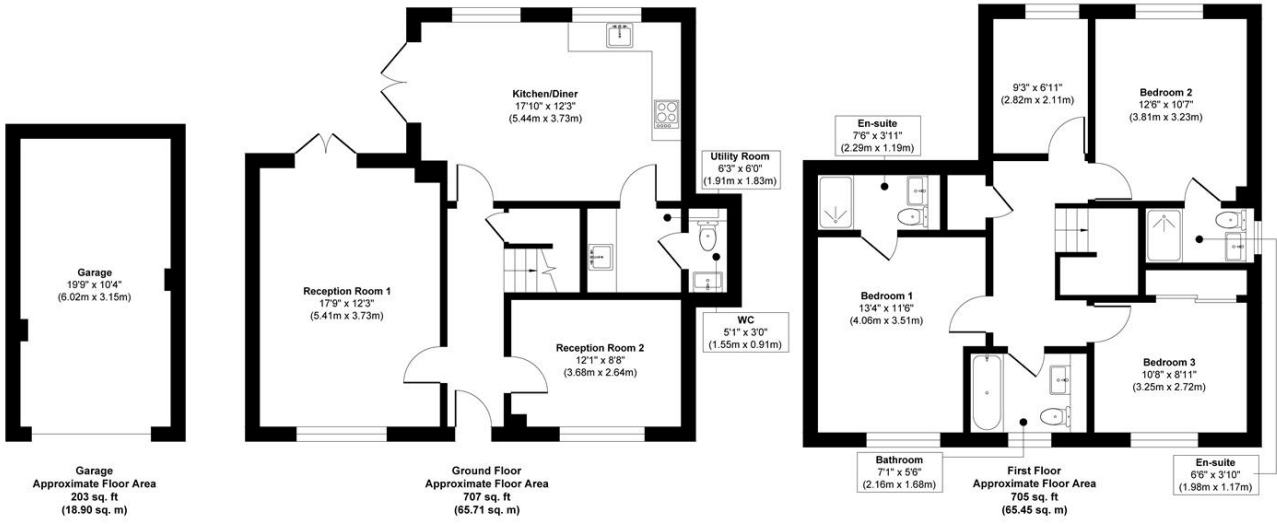 Garage
19'9" x 10'4"
(6.02m x 3.15m)
Garage
Approximate Floor Area
203 sq. ft
(18.90 sq. m)
Kitchen/Diner
17'10" x 12'3"
(5.44m x 3.73m)
Utility Room
6'3" x 6'0"
(1.91m x 1.83m)
Reception Room 1
17'9" x 12'3"
(5.41m x 3.73m)
Reception Room 2
12'1" x 8'8"
(3.68m x 2.64m)
WC
5'1" x 3'0"
(1.55m x 0.91m)
Ground Floor
Approximate Floor Area
707 sq. ft
(65.71 sq. m)
9'3" x 6'11"
(2.82m x 2.11m)
Bedroom 2
12'6" x 10'7"
(3.81m x 3.23m)
En-suite
7'6" x 3'11"
(2.29m x 1.19m)
Bedroom 1
13'4" x 11'6"
(4.06m x 3.51m)
Bedroom 3
10'8" x 8'11"
(3.25m x 2.72m)
Bathroom
7'1" x 5'6"
(2.16m x 1.68m)
En-suite
6'6" x 3'10"
(1.98m x 1.17m)
First Floor
Approximate Floor Area
705 sq. ft
(65.45 sq. m)